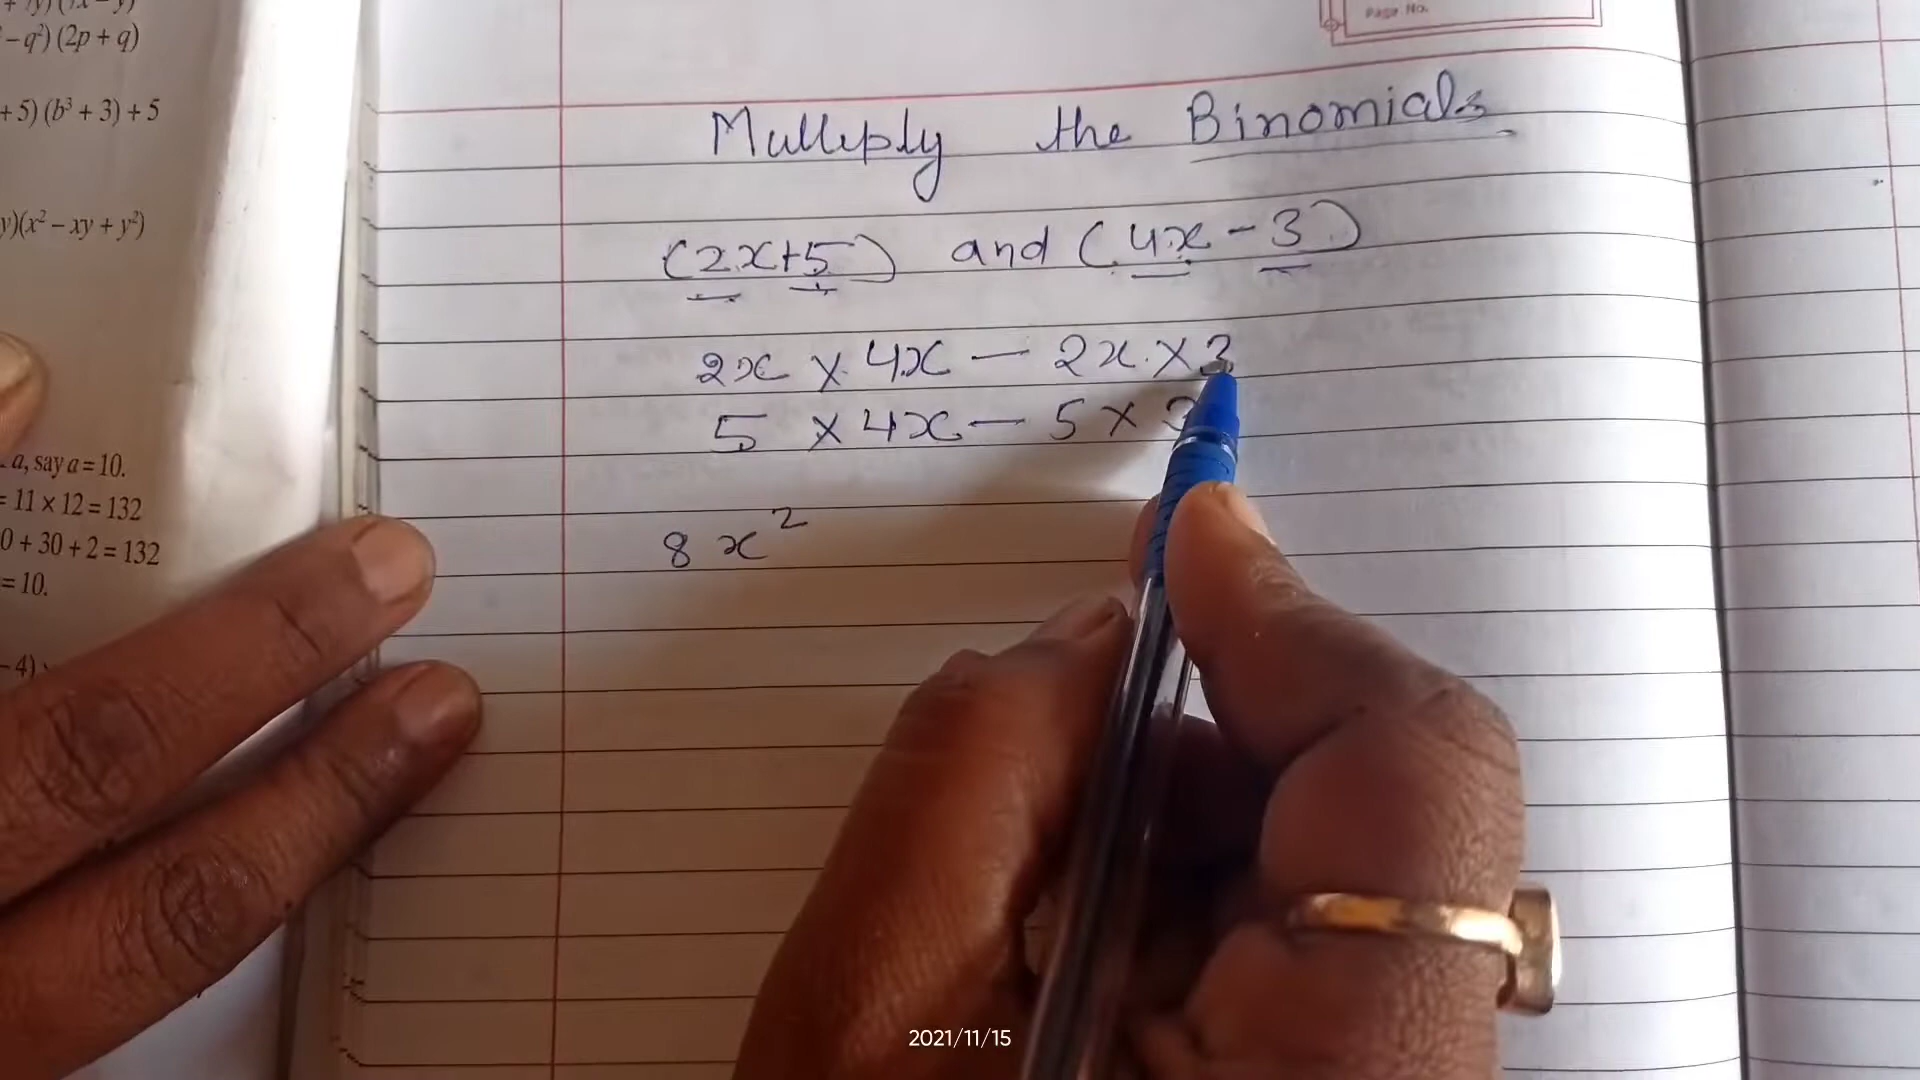 - q²) (2p + q)
+ 5) (b³ + 3) + 5
y)(x² – xy + y²)
a, say a = 10.
= 11 × 12 = 132
0 + 30 + 2 = 132
= 10.
– 4)
Page No.
Multiply the Binomials
(2x+5) and (4x - 3)
2x × 4x — 2x × 3
5 × 4x — 5 × 3
8 x²
2021/11/15